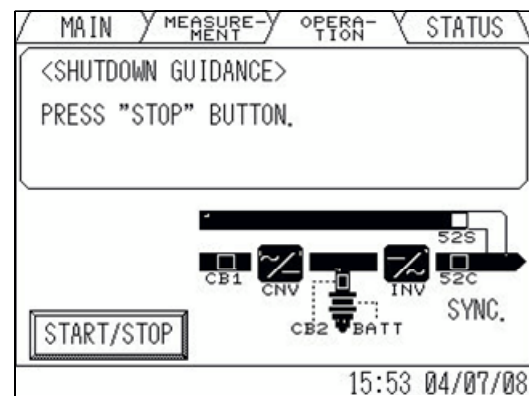 MAIN
MEASURE-
MENT
OPERA-
TION
STATUS
<SHUTDOWN GUIDANCE>
PRESS "STOP" BUTTON.
52S
CB1
CNV
INV
52C
CB2
BATT
SYNC.
START/STOP
15:53 04/07/08